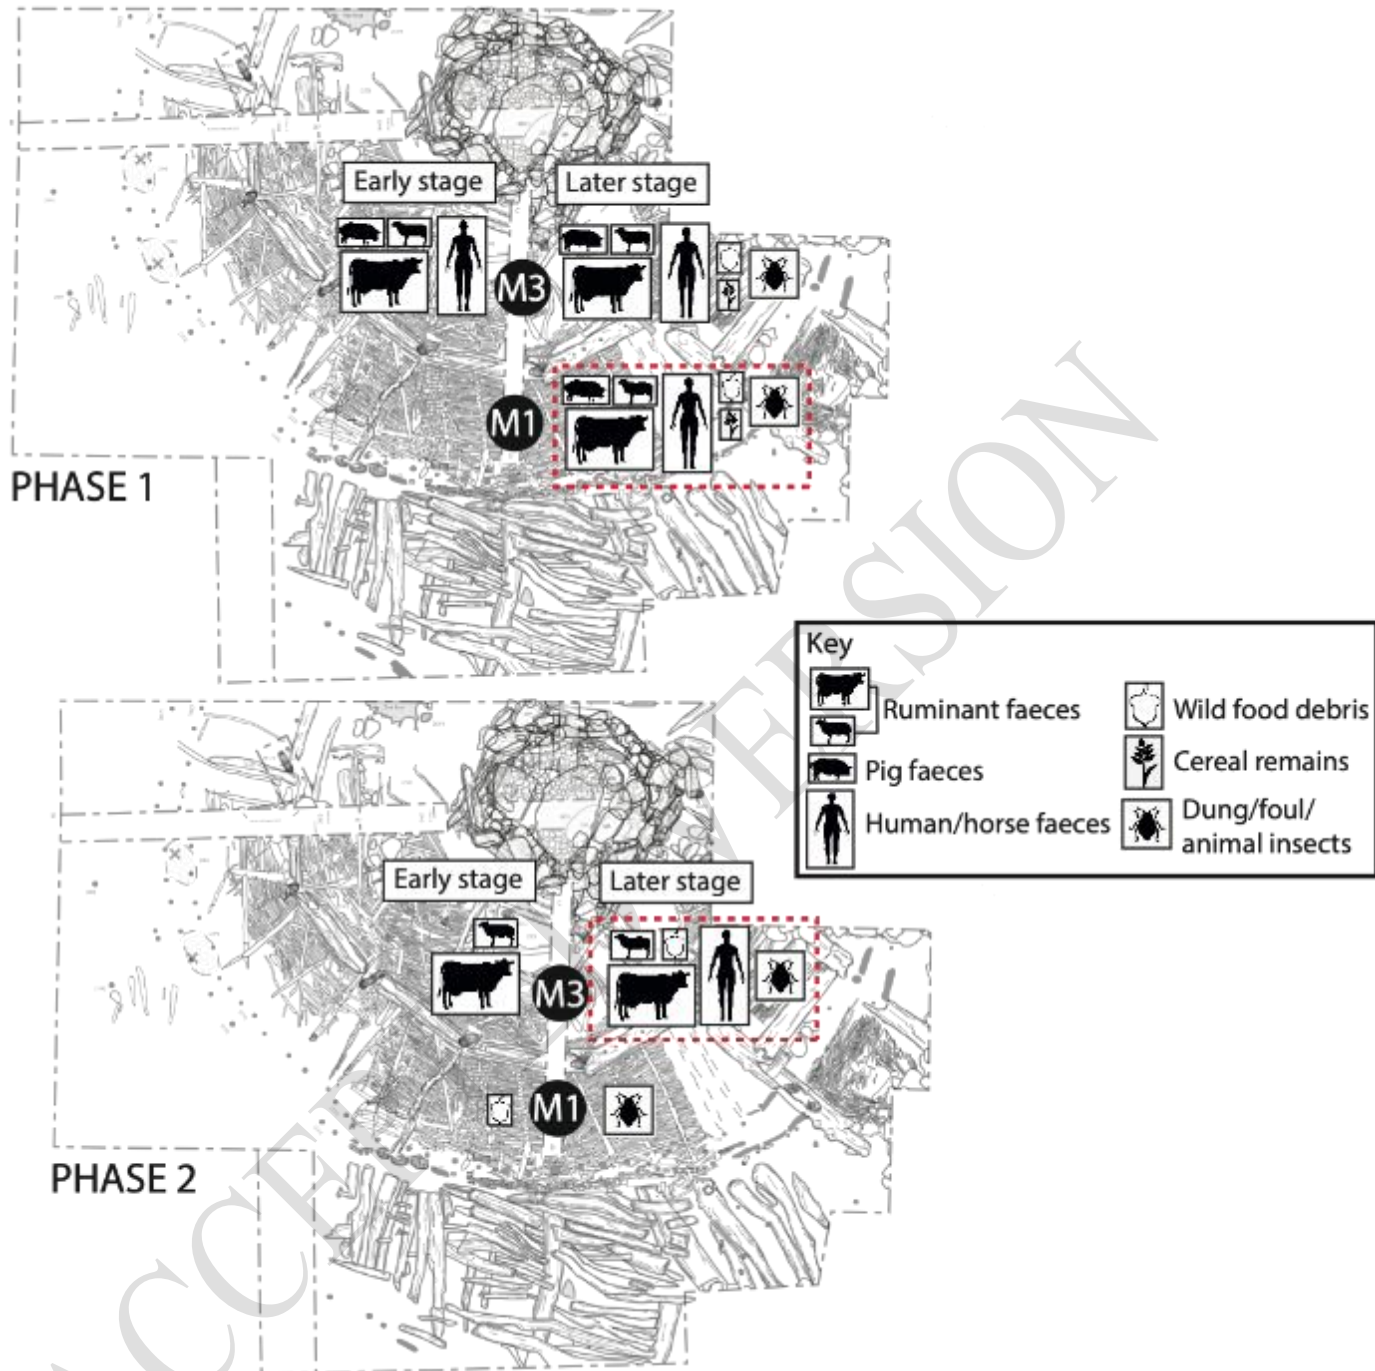 Early stage
Later stage
M3
M1
PHASE 1
Key
Ruminant faeces
Wild food debris
Pig faeces
Cereal remains
Human/horse faeces
Dung/foul/
animal insects
Early stage
Later stage
M3
M1
PHASE 2